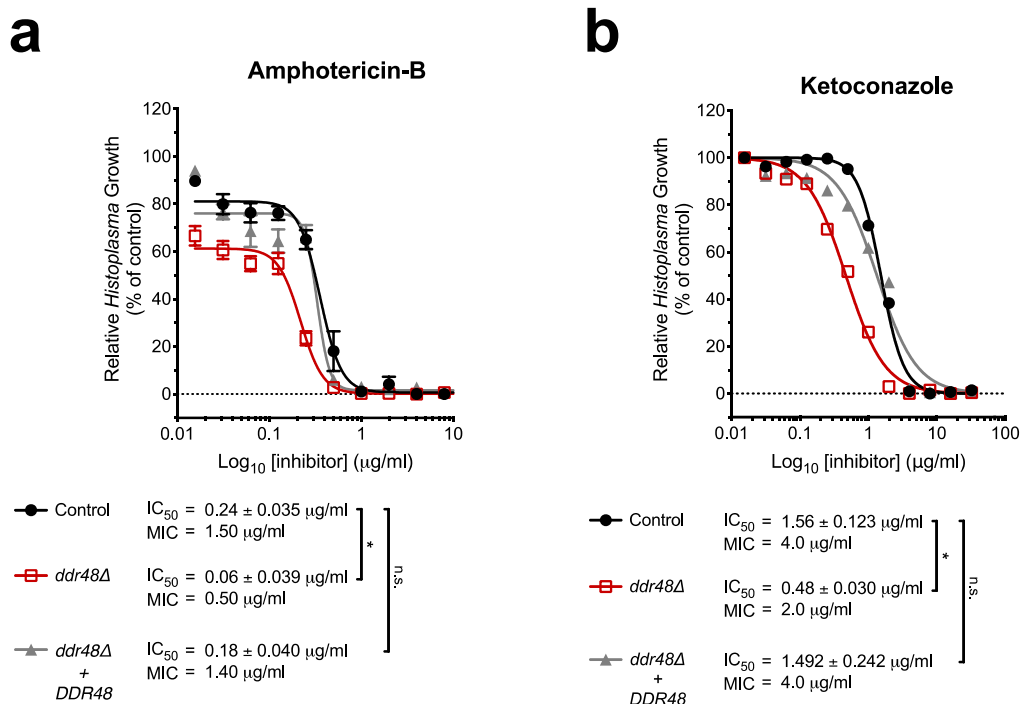 a
Amphotericin-B
120
100
80
60
40
20
0
Relative Histoplasma Growth
(% of control)
0.01
0.1
1
10
Log10 [inhibitor] (μg/ml)
Control
IC50 = 0.24 ± 0.035 μg/ml
MIC = 1.50 μg/ml
ddr48Δ
IC50 = 0.06 ± 0.039 μg/ml
MIC = 0.50 μg/ml
ddr48Δ
+
DDR48
IC50 = 0.18 ± 0.040 μg/ml
MIC = 1.40 μg/ml
*
n.s.
b
Ketoconazole
120
100
80
60
40
20
0
Relative Histoplasma Growth
(% of control)
0.01
0.1
1
10
100
Log10 [inhibitor] (μg/ml)
Control
IC50 = 1.56 ± 0.123 μg/ml
MIC = 4.0 μg/ml
ddr48Δ
IC50 = 0.48 ± 0.030 μg/ml
MIC = 2.0 μg/ml
ddr48Δ
+
DDR48
IC50 = 1.492 ± 0.242 μg/ml
MIC = 4.0 μg/ml
*
n.s.